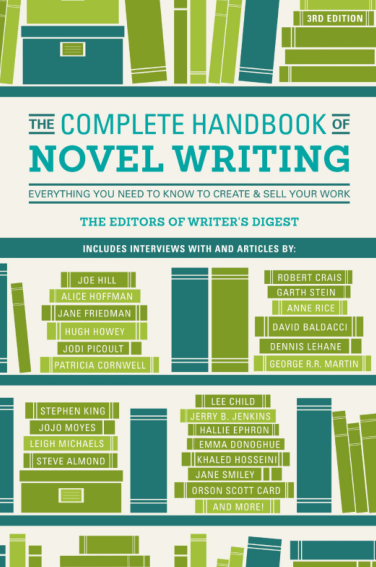 3RD EDITION
THE COMPLETE HANDBOOK OF
NOVEL WRITING
EVERYTHING YOU NEED TO KNOW TO CREATE & SELL YOUR WORK
THE EDITORS OF WRITER'S DIGEST
INCLUDES INTERVIEWS WITH AND ARTICLES BY:
JOE HILL
ALICE HOFFMAN
JANE FRIEDMAN
HUGH HOWEY
JODI PICOULT
PATRICIA CORNWELL
ROBERT CRAIS
GARTH STEIN
ANNE RICE
DAVID BALDACCI
DENNIS LEHANE
GEORGE R.R. MARTIN
STEPHEN KING
JOJO MOYES
LEIGH MICHAELS
STEVE ALMOND
LEE CHILD
JERRY B. JENKINS
HALLIE EPHRON
EMMA DONOGHUE
KHALED HOSSEINI
JANE SMILEY
ORSON SCOTT CARD
AND MORE!